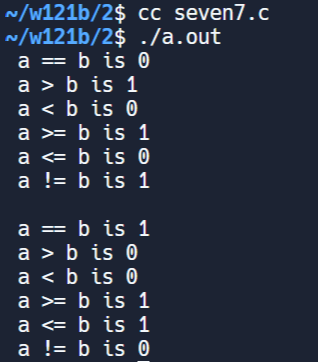 ~/w121b/2$ cc seven7.c
~/w121b/2$ ./a.out
a == b is 0
a > b is 1
a < b is 0
a >= b is 1
a <= b is 0
a != b is 1

a == b is 1
a > b is 0
a < b is 0
a >= b is 1
a <= b is 1
a != b is 0